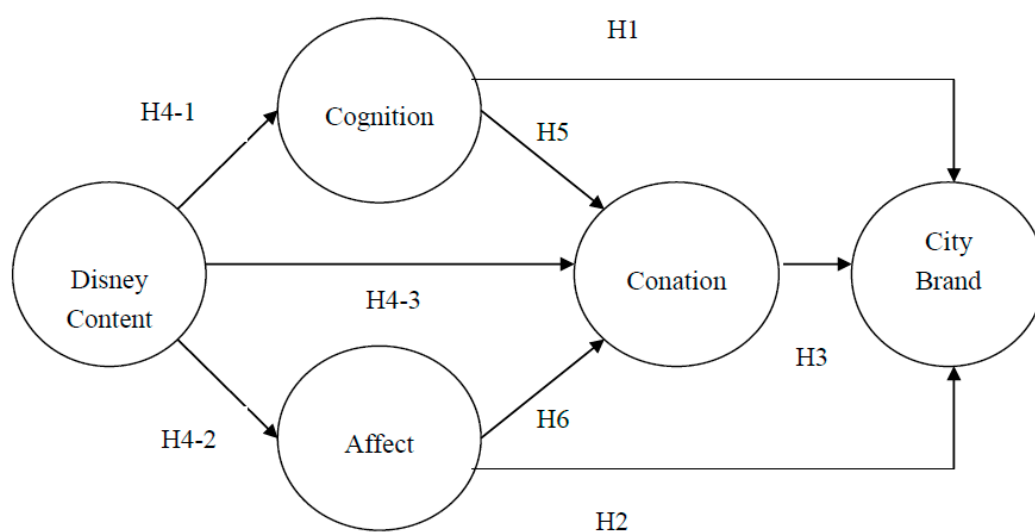 H1
H4-1
Cognition
H5
City
Brand
Disney
Content
Conation
H4-3
H3
H6
H4-2
Affect
H2